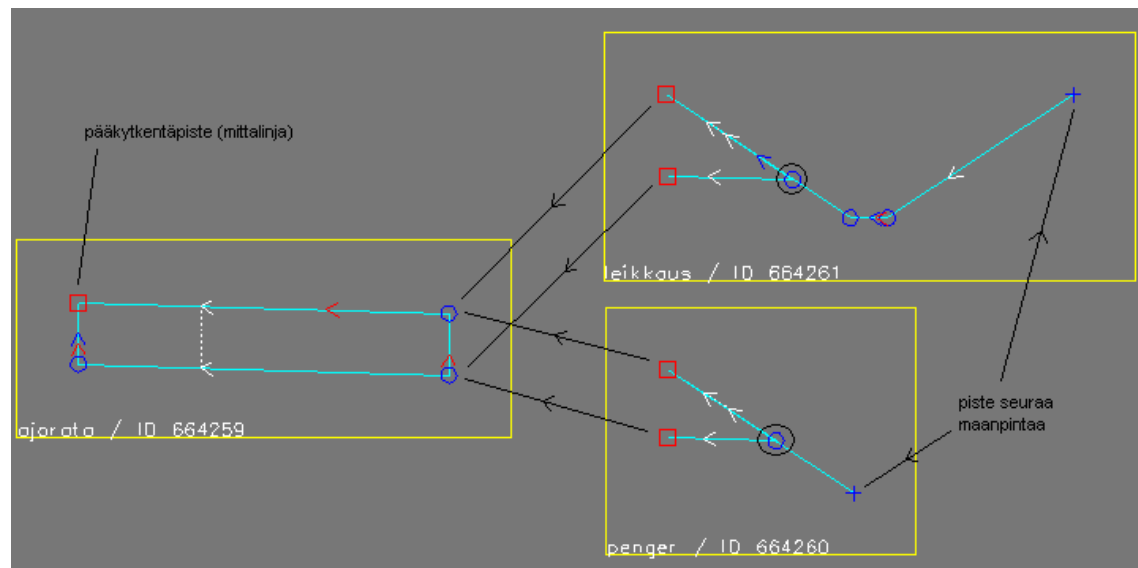 pääkytkentäpiste (mittalinja)
leikkaus / ID 664261
ajorata / ID 664259
piste seuraa
maanpintaa
penger / ID 664260